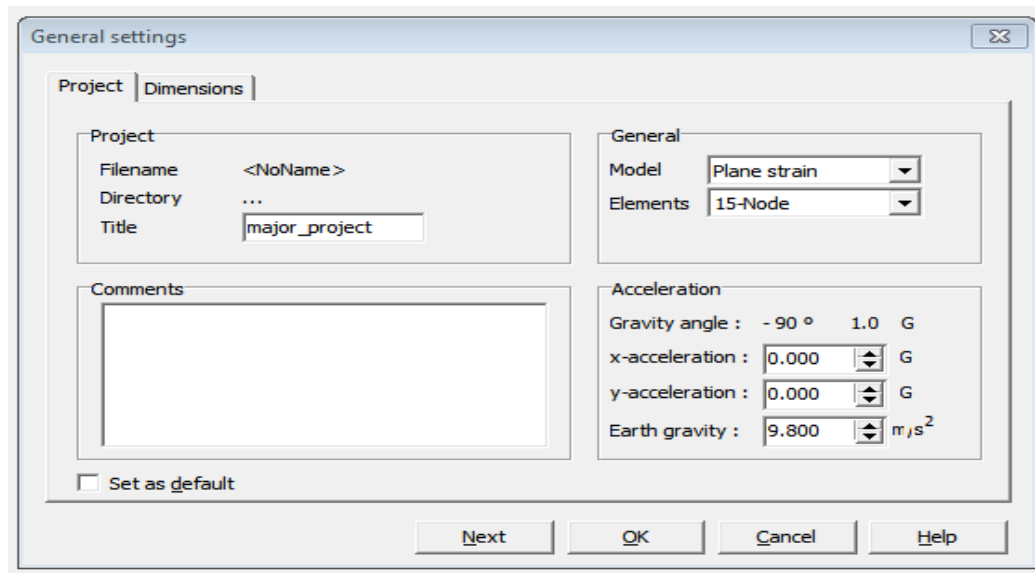 General settings
Project Dimensions
Project
Filename <NoName>
Directory ...
Title major_project
General
Model Plane strain
Elements 15-Node
Comments
Acceleration
Gravity angle : - 90 º 1.0 G
x-acceleration : 0.000 G
y-acceleration : 0.000 G
Earth gravity : 9.800 m/s²
Set as default
Next OK Cancel Help